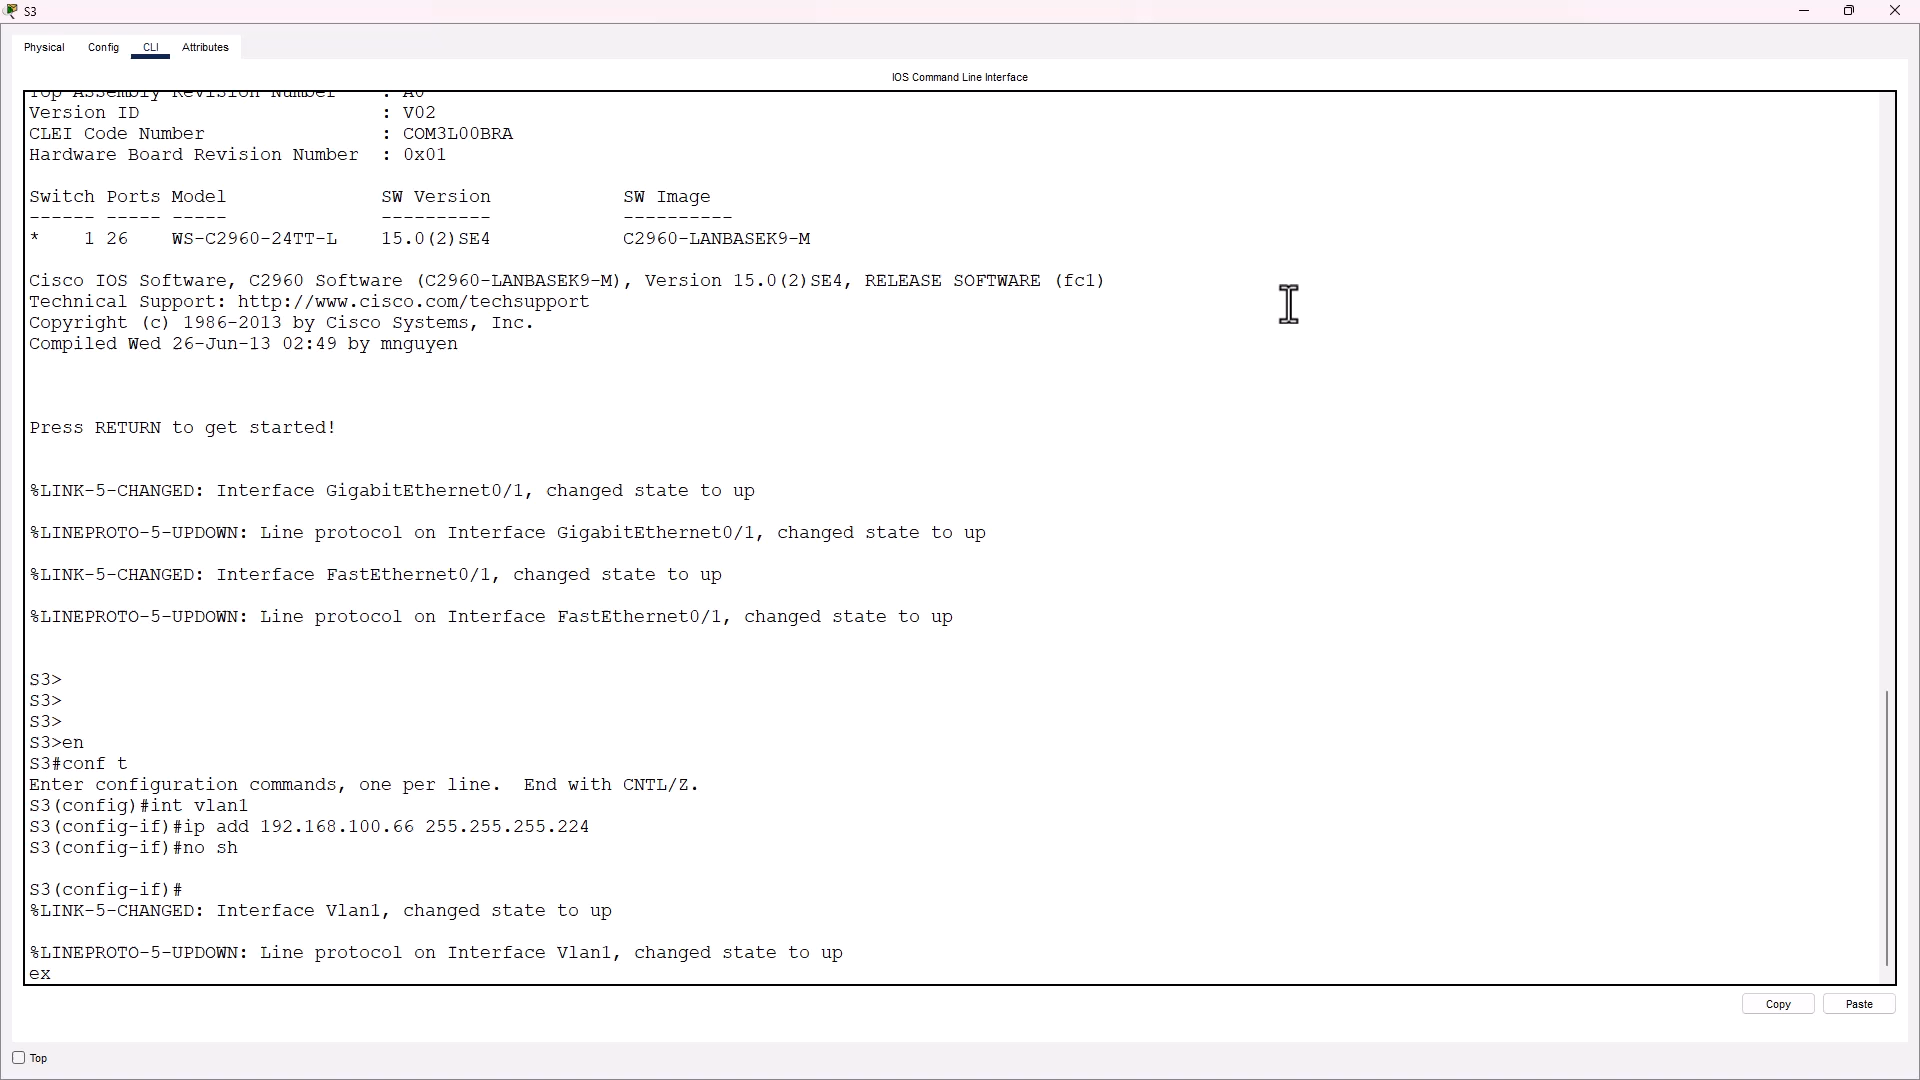 S3
Physical Config CLI Attributes
IOS Command Line Interface
Top Assembly Revision Number : A0
Version ID : V02
CLEI Code Number : COM3L00BRA
Hardware Board Revision Number : 0x01
Switch Ports Model SW Version SW Image
------ ----- ----- ---------- ----------
* 1 26 WS-C2960-24TT-L 15.0(2)SE4 C2960-LANBASEK9-M
Cisco IOS Software, C2960 Software (C2960-LANBASEK9-M), Version 15.0(2)SE4, RELEASE SOFTWARE (fc1)
Technical Support: http://www.cisco.com/techsupport
Copyright (c) 1986-2013 by Cisco Systems, Inc.
Compiled Wed 26-Jun-13 02:49 by mnguyen
Press RETURN to get started!
%LINK-5-CHANGED: Interface GigabitEthernet0/1, changed state to up
%LINEPROTO-5-UPDOWN: Line protocol on Interface GigabitEthernet0/1, changed state to up
%LINK-5-CHANGED: Interface FastEthernet0/1, changed state to up
%LINEPROTO-5-UPDOWN: Line protocol on Interface FastEthernet0/1, changed state to up
S3>
S3>
S3>
S3>en
S3#conf t
Enter configuration commands, one per line. End with CNTL/Z.
S3(config)#int vlan1
S3(config-if)#ip add 192.168.100.66 255.255.255.224
S3(config-if)#no sh
S3(config-if)#
%LINK-5-CHANGED: Interface Vlan1, changed state to up
%LINEPROTO-5-UPDOWN: Line protocol on Interface Vlan1, changed state to up
ex
Copy Paste
Top